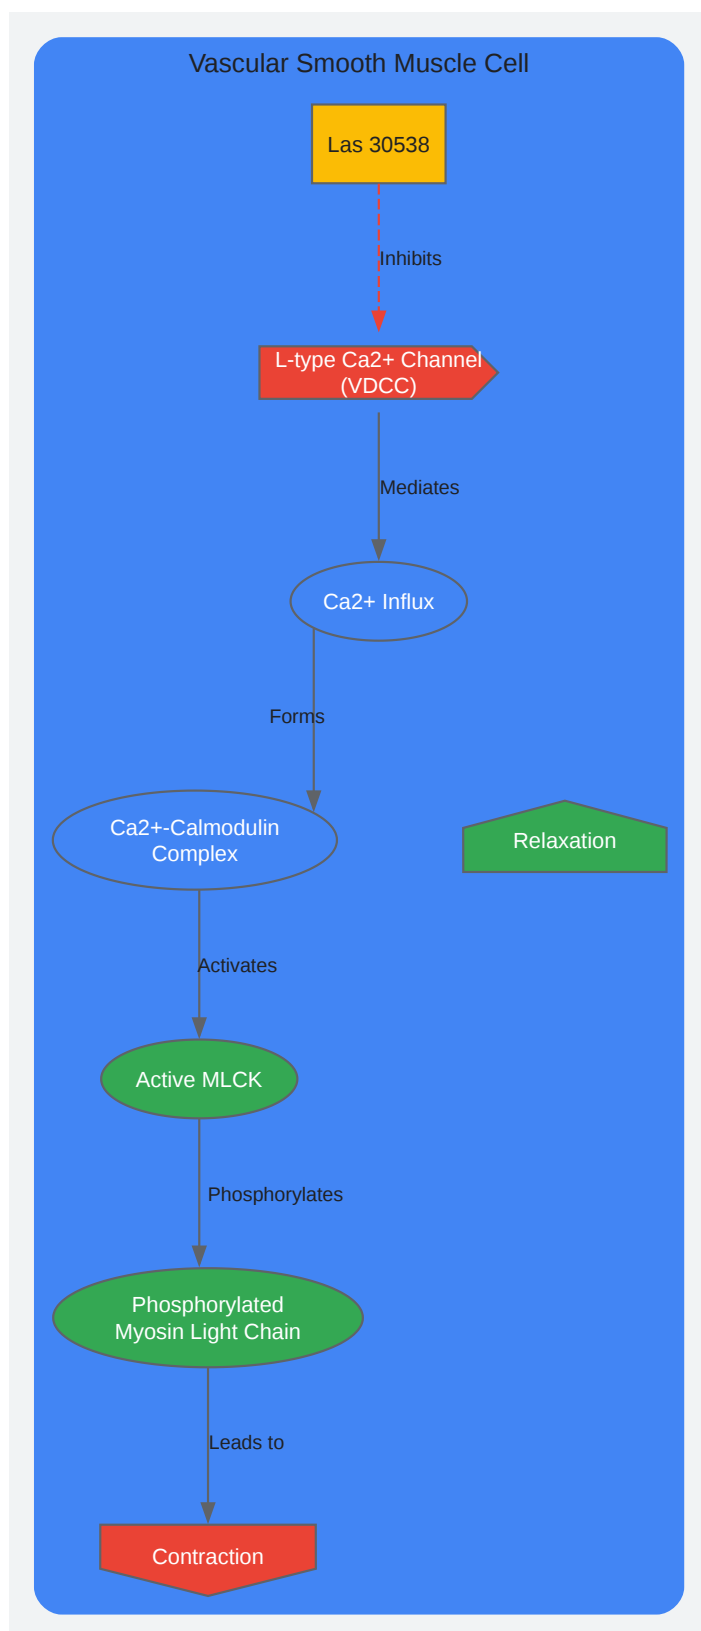 Vascular Smooth Muscle Cell
Las 30538
Inhibits
L-type Ca2+ Channel
(VDCC)
Mediates
Ca2+ Influx
Forms
Ca2+-Calmodulin
Complex
Relaxation
Activates
Active MLCK
Phosphorylates
Phosphorylated
Myosin Light Chain
Leads to
Contraction